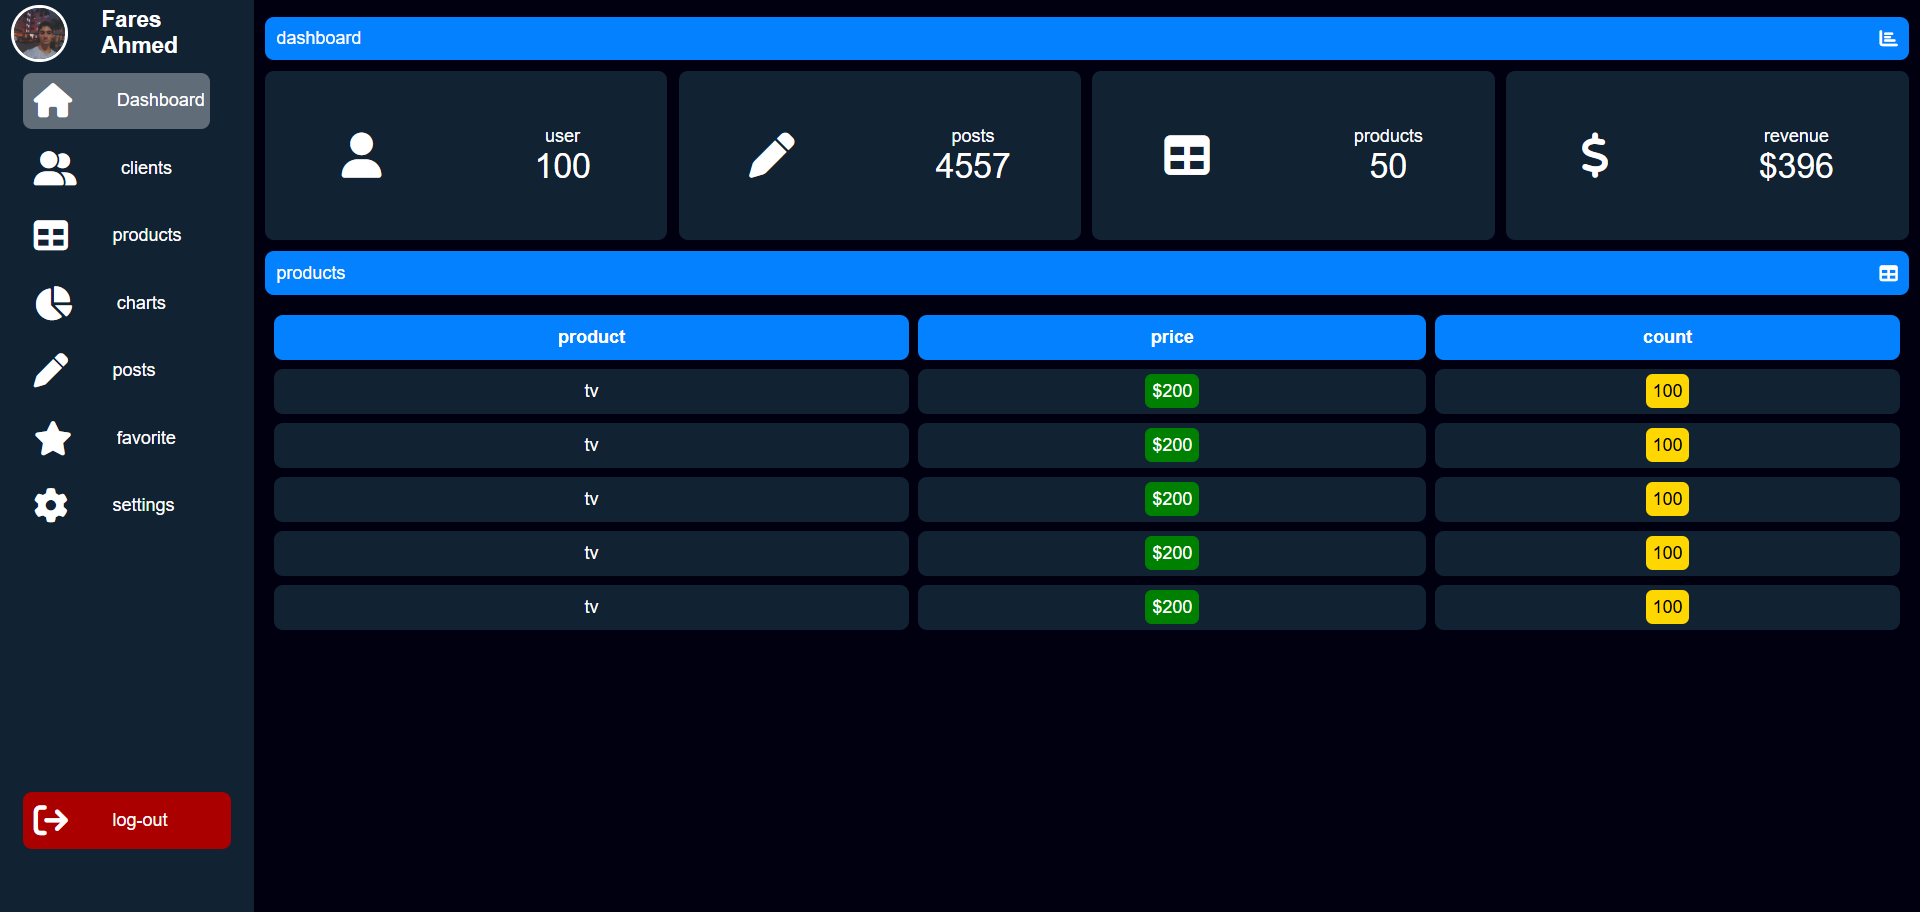 Fares
Ahmed
Dashboard
clients
products
charts
posts
favorite
settings
log-out
dashboard
user
100
posts
4557
products
50
revenue
$396
products
product price count
tv $200 100
tv $200 100
tv $200 100
tv $200 100
tv $200 100